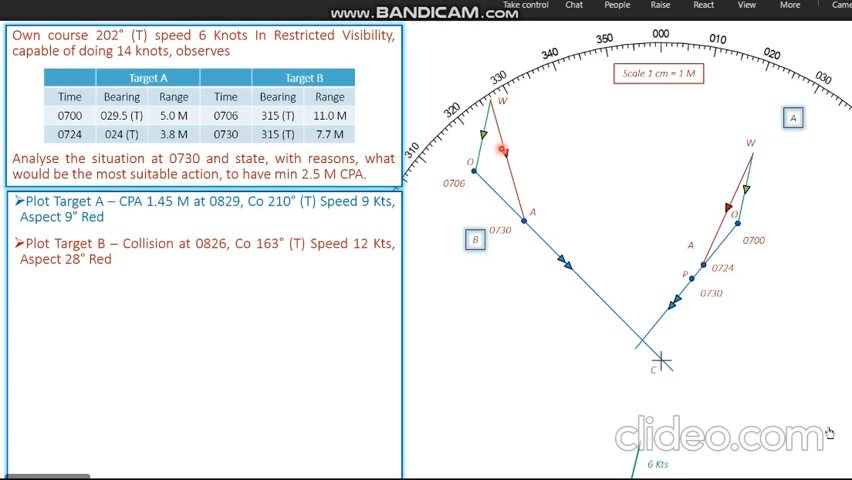 WWW.BANDICAM.COM
Take control Chat People Raise React View More Came
Own course 202° (T) speed 6 Knots In Restricted Visibility,
capable of doing 14 knots, observes
Target A Target B
Time Bearing Range Time Bearing Range
0700 029.5 (T) 5.0 M 0706 315 (T) 11.0 M
0724 024 (T) 3.8 M 0730 315 (T) 7.7 M
Analyse the situation at 0730 and state, with reasons, what
would be the most suitable action, to have min 2.5 M CPA.
➢Plot Target A – CPA 1.45 M at 0829, Co 210° (T) Speed 9 Kts,
Aspect 9° Red
➢Plot Target B – Collision at 0826, Co 163° (T) Speed 12 Kts,
Aspect 28° Red
310
320
330
340
350
000
010
020
030
Scale 1 cm = 1 M
W
O
0706
A
0730
B
A
W
O
0700
A
0724
P
0730
C
6 Kts
clideo.com